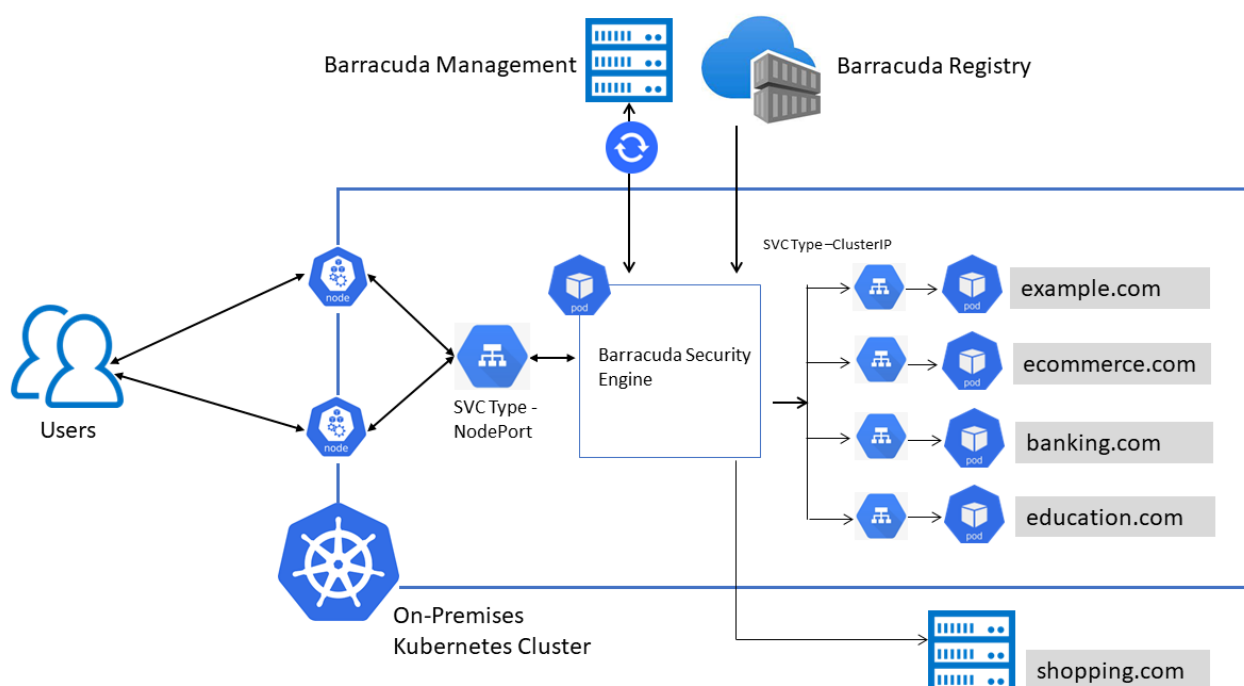 Barracuda Management
Barracuda Registry
SVC Type –ClusterIP
node
pod
Barracuda Security
Engine
pod
example.com
pod
ecommerce.com
SVC Type -
NodePort
Users
node
pod
banking.com
pod
education.com
On-Premises
Kubernetes Cluster
shopping.com